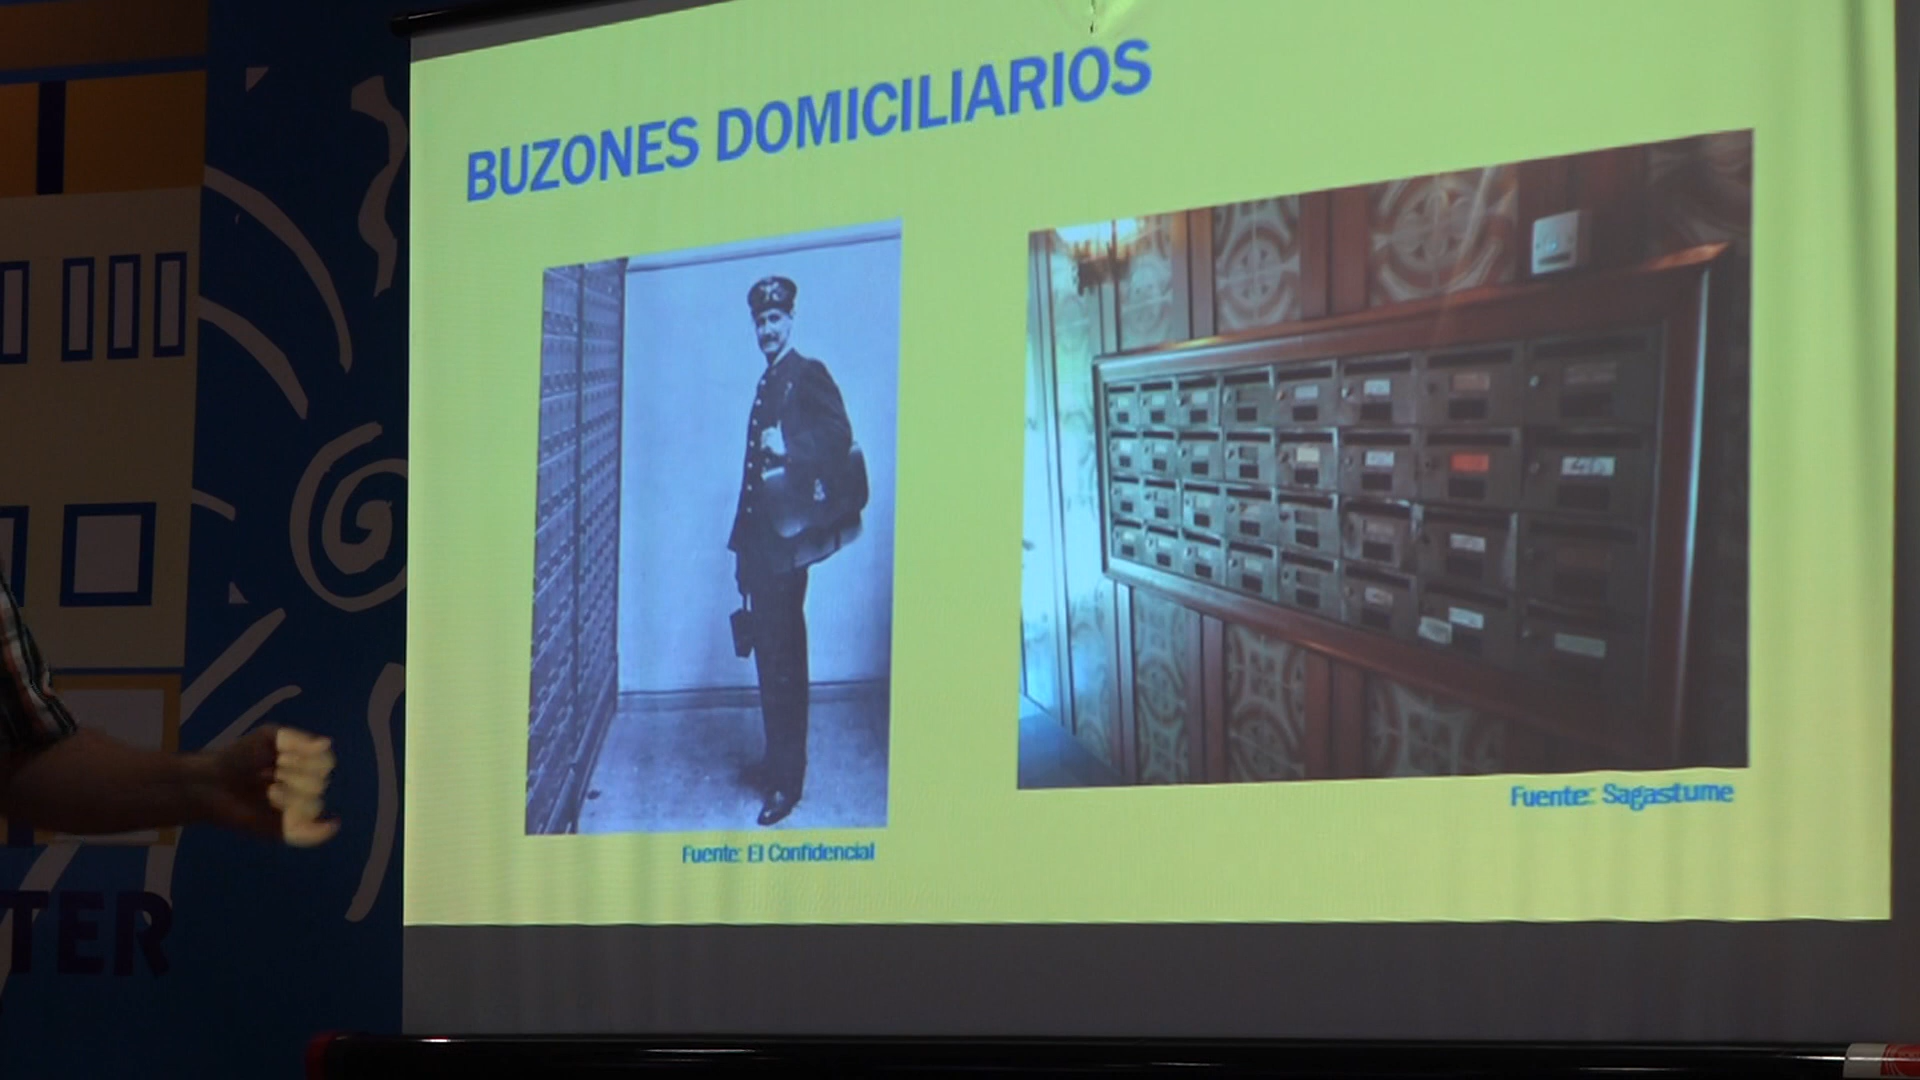 BUZONES DOMICILIARIOS
Fuente: Sagastume
Fuente: El Confidencial
TER